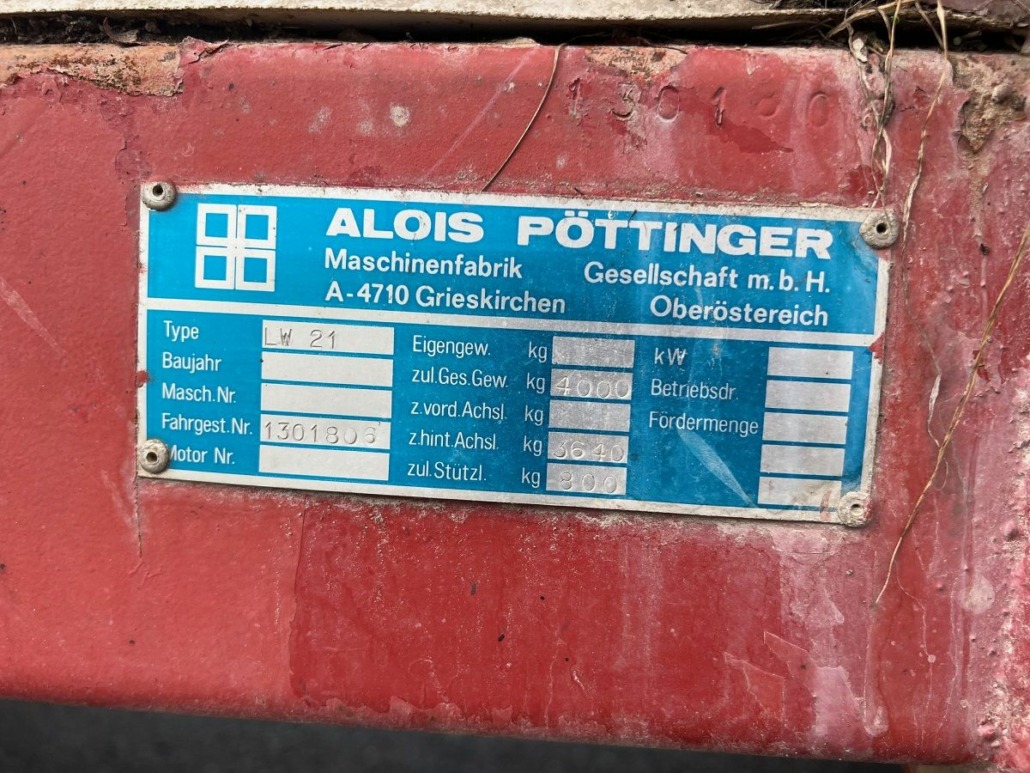 130180
ALOIS PÖTTINGER
Maschinenfabrik Gesellschaft m.b.H.
A-4710 Grieskirchen Oberöstereich
Type LW 21
Baujahr
Masch.Nr.
Fahrgest.Nr. 1301806
Motor Nr.
Eigengew. kg
zul.Ges.Gew. kg 4000
z.vord.Achsl. kg
z.hint.Achsl. kg 3640
zul.Stützl. kg 800
kW
Betriebsdr.
Fördermenge